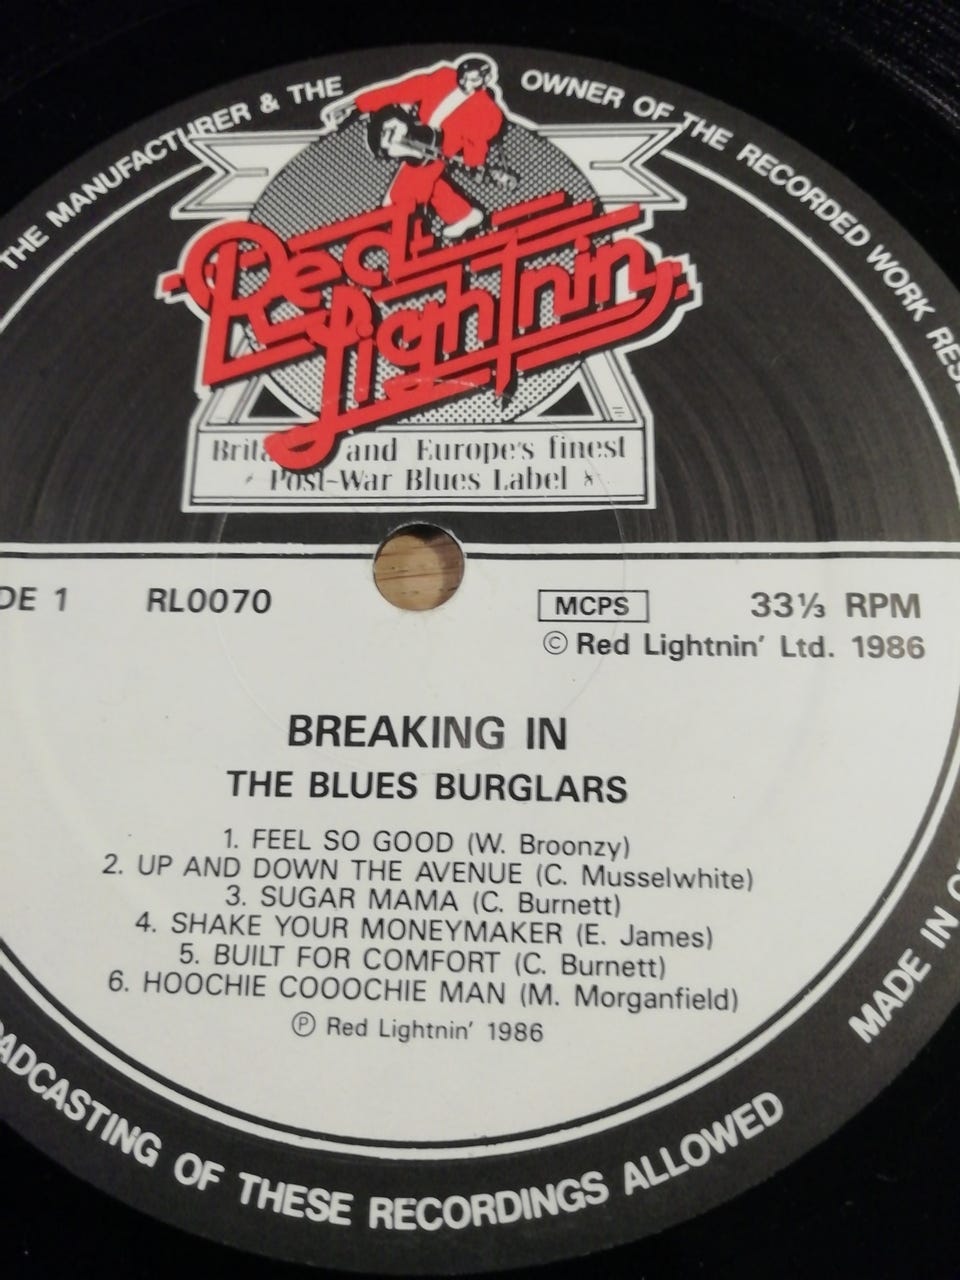 THE MANUFACTURER & THE OWNER OF THE RECORDED WORK
Red
Lightnin'
and Europe's finest
Post-War Blues Label
1 RL0070 MCPS 33⅓ RPM
© Red Lightnin' Ltd. 1986
BREAKING IN
THE BLUES BURGLARS
1. FEEL SO GOOD (W. Broonzy)
2. UP AND DOWN THE AVENUE (C. Musselwhite)
3. SUGAR MAMA (C. Burnett)
4. SHAKE YOUR MONEYMAKER (E. James)
5. BUILT FOR COMFORT (C. Burnett)
6. HOOCHIE COOOCHIE MAN (M. Morganfield)
℗ Red Lightnin' 1986
OF THESE RECORDINGS ALLOWED
MADE IN